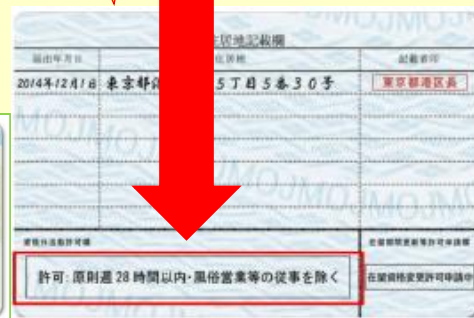 住居地記載欄
届出年月日 住居地 記載者印
2014年12月1日 東京都港 5丁目5番30号 東京都港区長
資格外活動許可欄 在留期間更新等許可申請欄
許可:原則週28時間以内・風俗営業等の従事を除く
在留資格変更許可申請中